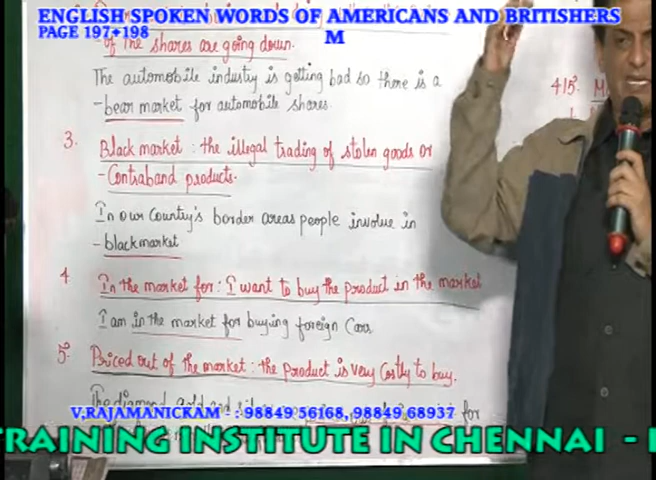 ENGLISH SPOKEN WORDS OF AMERICANS AND BRITISHERS
PAGE 197+198
M
of the shares are going down.
The automobile industry is getting bad so there is a
-bear market for automobile shares.
3. Black market : the illegal trading of stolen goods or
-Contraband products.
In our Country's border areas people involve in
-blackmarket
4 In the market for : I want to buy the product in the market
I am in the market for buying foreign Cars
5. Priced out of the market : the product is very Costly to buy.
The diamond gold and for
415. M
V.RAJAMANICKAM - : 98849 56168, 98849 68937
TRAINING INSTITUTE IN CHENNAI -